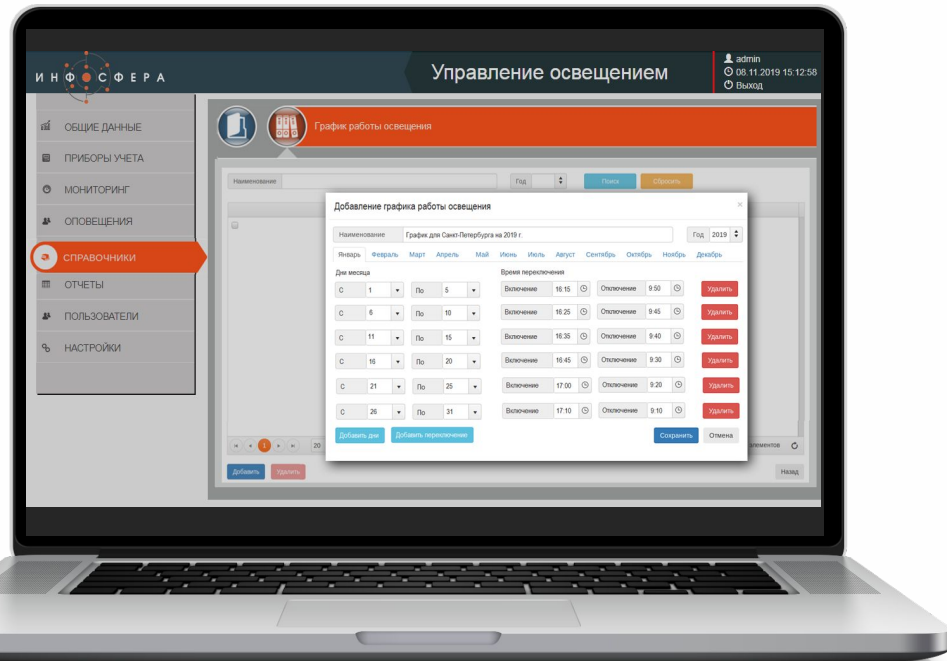 ИНФОСФЕРА
Управление освещением
admin
08.11.2019 15:12:58
Выход
ОБЩИЕ ДАННЫЕ
ПРИБОРЫ УЧЕТА
МОНИТОРИНГ
ОПОВЕЩЕНИЯ
СПРАВОЧНИКИ
ОТЧЕТЫ
ПОЛЬЗОВАТЕЛИ
НАСТРОЙКИ
График работы освещения
Наименование Год Поиск Сбросить
Добавление графика работы освещения ×
Наименование График для Санкт-Петербурга на 2019 г. Год 2019
Январь Февраль Март Апрель Май Июнь Июль Август Сентябрь Октябрь Ноябрь Декабрь
Дни месяца Время переключения
С 1 По 5 Включение 16:15 Отключение 9:50 Удалить
С 6 По 10 Включение 16:25 Отключение 9:45 Удалить
С 11 По 15 Включение 16:35 Отключение 9:40 Удалить
С 16 По 20 Включение 16:45 Отключение 9:30 Удалить
С 21 По 25 Включение 17:00 Отключение 9:20 Удалить
С 26 По 31 Включение 17:10 Отключение 9:10 Удалить
Добавить дни Добавить переключение Сохранить Отмена
1 20 элементов
Добавить Удалить Назад